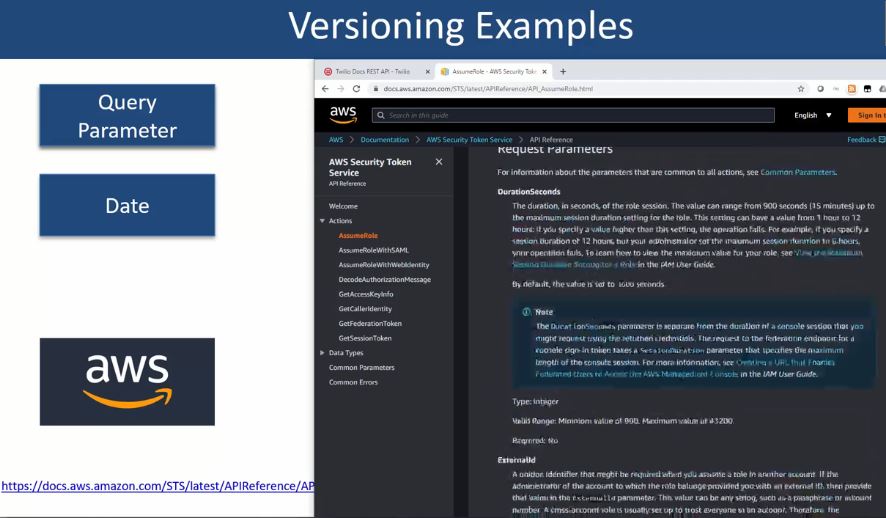 Versioning Examples
Query
Parameter
Date
aws
https://docs.aws.amazon.com/STS/latest/APIReference/AP
Twilio Docs REST API - Twilio
AssumeRole - AWS Security Tok
docs.aws.amazon.com/STS/latest/APIReference/API_AssumeRole.html
aws
Search in this guide
English
Sign In t
AWS > Documentation > AWS Security Token Service > API Reference
Feedback
AWS Security Token
Service
API Reference
Welcome
Actions
AssumeRole
AssumeRoleWithSAML
AssumeRoleWithWebIdentity
DecodeAuthorizationMessage
GetAccessKeyInfo
GetCallerIdentity
GetFederationToken
GetSessionToken
Data Types
Common Parameters
Common Errors
Request Parameters
For information about the parameters that are common to all actions, see Common Parameters.
DurationSeconds
The duration, in seconds, of the role session. The value can range from 900 seconds (15 minutes) up to
the maximum session duration setting for the role. This setting can have a value from 1 hour to 12
hours. If you specify a value higher than this setting, the operation fails. For example, if you specify a
session duration of 12 hours, but your administrator set the maximum session duration to 6 hours,
your operation fails. To learn how to view the maximum value for your role, see View the Maximum
Session Duration Setting for a Role in the IAM User Guide.
By default, the value is set to 3600 seconds.
Note
The DurationSeconds parameter is separate from the duration of a console session that you
might request using the returned credentials. The request to the federation endpoint for a
console sign-in token takes a SessionDuration parameter that specifies the maximum
length of the console session. For more information, see Creating a URL that Enables
Federated Users to Access the AWS Management Console in the IAM User Guide.
Type: Integer
Valid Range: Minimum value of 900. Maximum value of 43200.
Required: No
ExternalId
A unique identifier that might be required when you assume a role in another account. If the
administrator of the account to which the role belongs provided you with an external ID, then provide
that value in the ExternalId parameter. This value can be any string, such as a passphrase or account
number. A cross-account role is usually set up to trust everyone in an account. Therefore, the